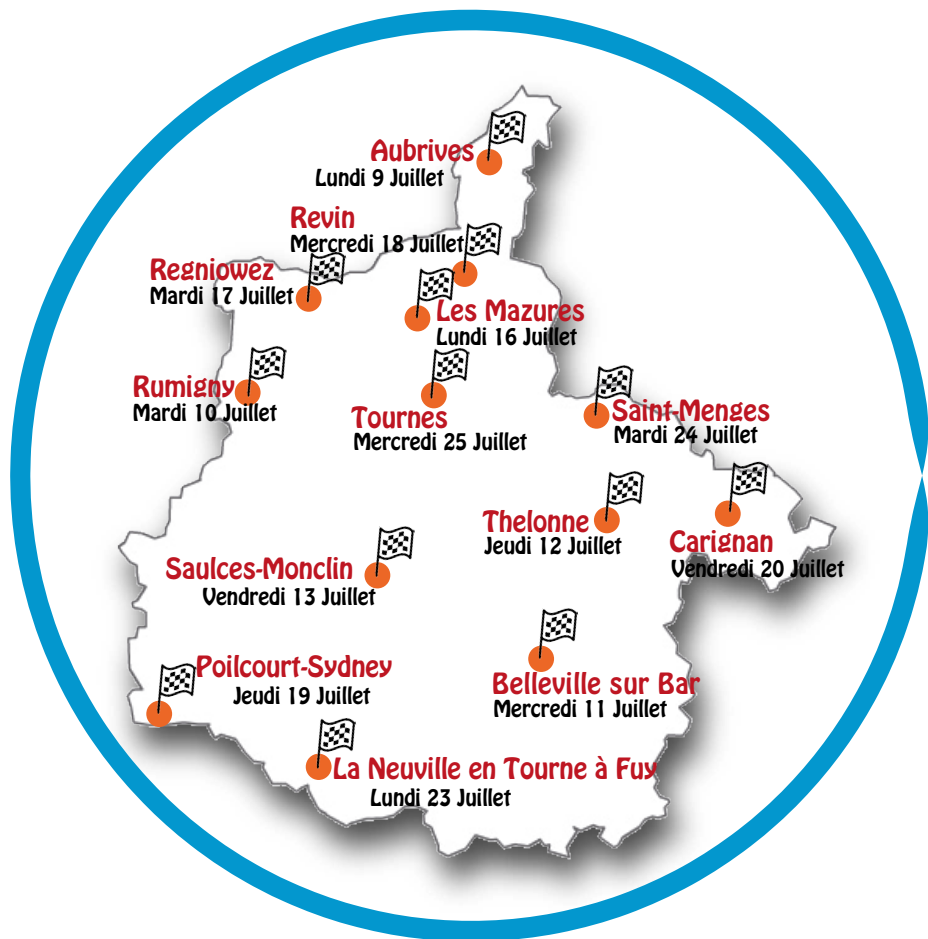 Aubrives
Lundi 9 Juillet
Revin
Mercredi 18 Juillet
Regniowez
Mardi 17 Juillet
Les Mazures
Lundi 16 Juillet
Rumigny
Mardi 10 Juillet
Tournes
Mercredi 25 Juillet
Saint-Menges
Mardi 24 Juillet
Thelonne
Jeudi 12 Juillet
Carignan
Vendredi 20 Juillet
Saulces-Monclin
Vendredi 13 Juillet
Poilcourt-Sydney
Jeudi 19 Juillet
Belleville sur Bar
Mercredi 11 Juillet
La Neuville en Tourne à Fuy
Lundi 23 Juillet